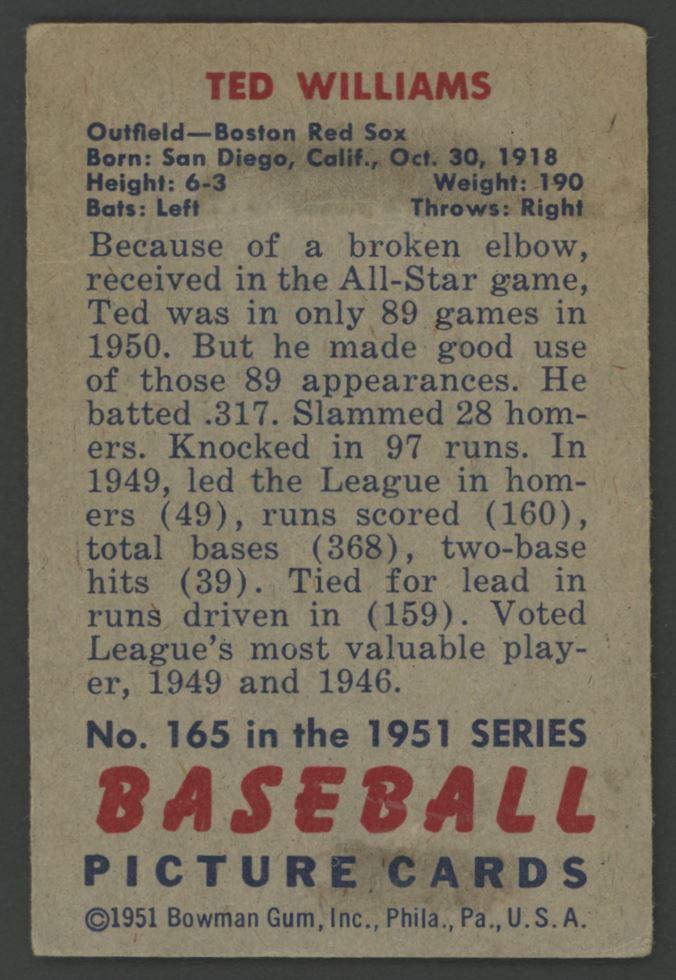 TED WILLIAMS
Outfield—Boston Red Sox
Born: San Diego, Calif., Oct. 30, 1918
Height: 6-3 Weight: 190
Bats: Left Throws: Right
Because of a broken elbow,
received in the All-Star game,
Ted was in only 89 games in
1950. But he made good use
of those 89 appearances. He
batted .317. Slammed 28 hom-
ers. Knocked in 97 runs. In
1949, led the League in hom-
ers (49), runs scored (160),
total bases (368), two-base
hits (39). Tied for lead in
runs driven in (159). Voted
League's most valuable play-
er, 1949 and 1946.
No. 165 in the 1951 SERIES
BASEBALL
PICTURE CARDS
©1951 Bowman Gum, Inc., Phila., Pa., U.S.A.